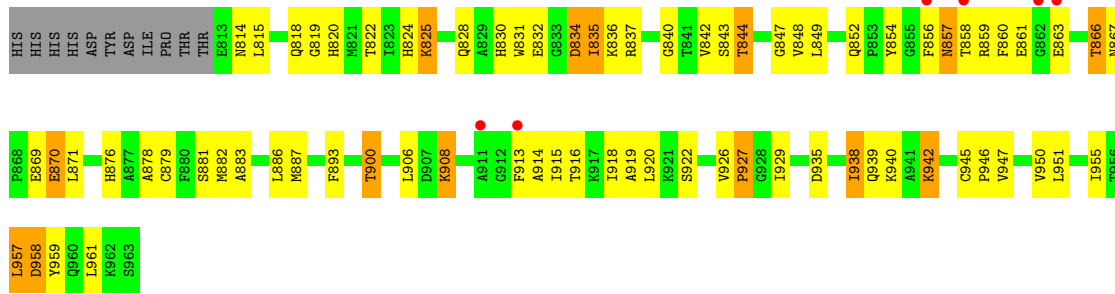 HIS HIS HIS HIS ASP TYR ASP ILE PRO THR THR E813 N814 L815 Q818 G819 H820 M821 T822 I823 H824 K825 Q828 A829 H830 W831 E832 G833 D834 I835 K836 R837 G840 T841 V842 S843 T844 G847 V848 L849 Q852 P853 Y854 G855 F856 N857 T858 R859 F860 E861 G862 E863 T866 N867
P868 E869 E870 L871 H876 A877 A878 C879 F880 S881 M882 A883 L886 M887 F893 T900 L906 D907 K908 A911 G912 F913 A914 I915 T916 K917 I918 A919 L920 K921 S922 V926 P927 G928 I929 D935 I938 Q939 K940 A941 K942 C945 P946 V947 V950 L951 I955 T956
L957 D958 Y959 Q960 L961 K962 S963